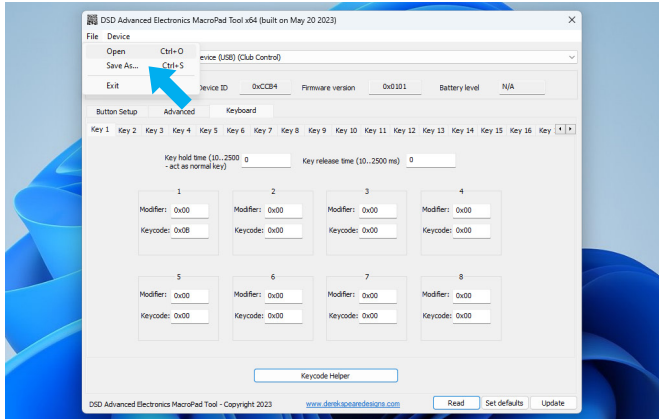 DSD Advanced Electronics MacroPad Tool x64 (built on May 20 2023)
File Device
Open Ctrl+O
evice (USB) (Club Control)
Save As... Ctrl+S
Exit
Device ID 0xCCB4 Firmware version 0x0101 Battery level N/A
Button Setup Advanced Keyboard
Key 1 Key 2 Key 3 Key 4 Key 5 Key 6 Key 7 Key 8 Key 9 Key 10 Key 11 Key 12 Key 13 Key 14 Key 15 Key 16 Key
Key hold time (10..2500 0 Key release time (10..2500 ms) 0
- act as normal key)
1 2 3 4
Modifier: 0x00 Modifier: 0x00 Modifier: 0x00 Modifier: 0x00
Keycode: 0x0B Keycode: 0x00 Keycode: 0x00 Keycode: 0x00
5 6 7 8
Modifier: 0x00 Modifier: 0x00 Modifier: 0x00 Modifier: 0x00
Keycode: 0x00 Keycode: 0x00 Keycode: 0x00 Keycode: 0x00
Keycode Helper
DSD Advanced Electronics MacroPad Tool - Copyright 2023 www.derekspearedesigns.com Read Set defaults Update